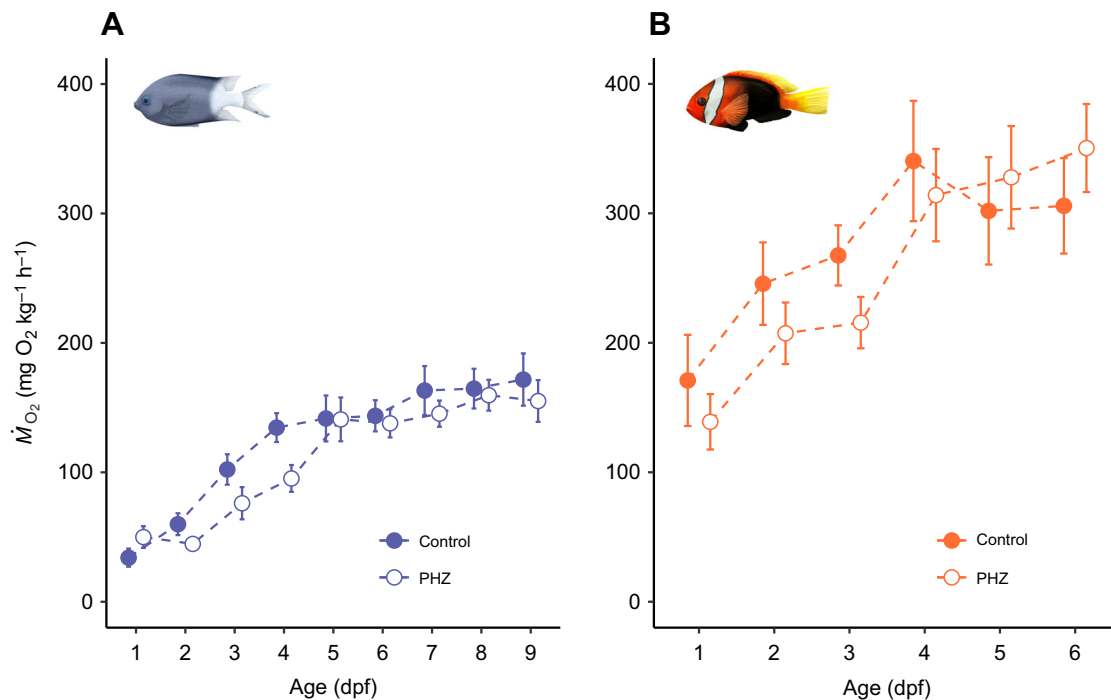 A
400
300
200
100
0
Ṁ O₂ (mg O₂ kg⁻¹ h⁻¹)
Control
PHZ
1 2 3 4 5 6 7 8 9
Age (dpf)
B
400
300
200
100
0
Control
PHZ
1 2 3 4 5 6
Age (dpf)